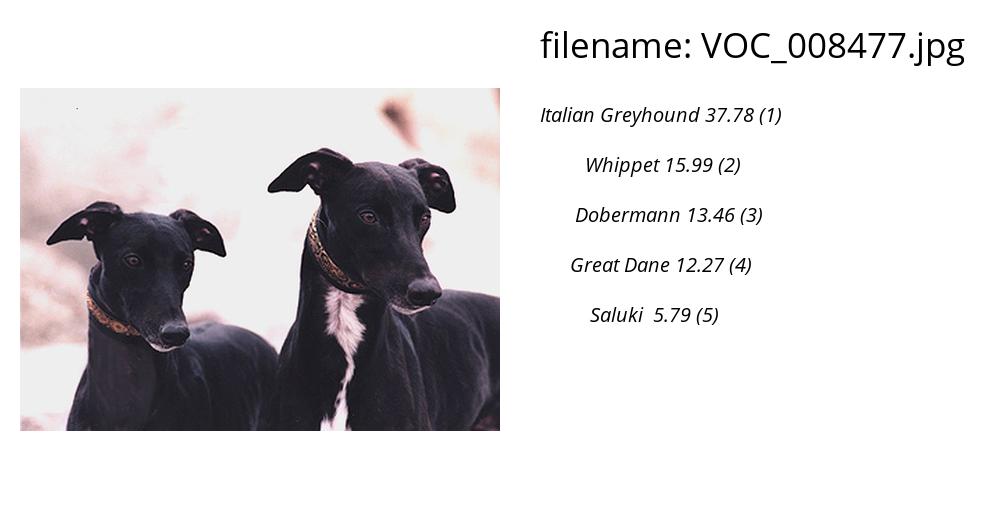 filename: VOC_008477.jpg
Italian Greyhound 37.78 (1)
Whippet 15.99 (2)
Dobermann 13.46 (3)
Great Dane 12.27 (4)
Saluki 5.79 (5)